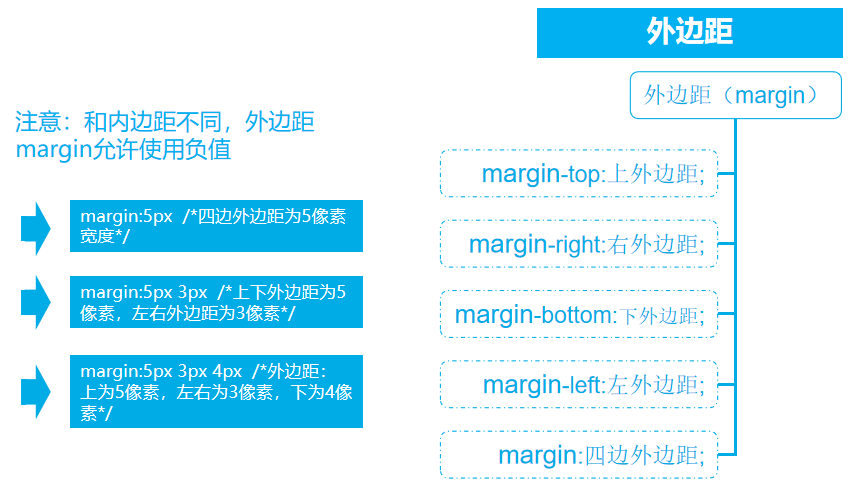 外边距
外边距（margin）
注意：和内边距不同，外边距
margin允许使用负值
margin:5px  /*四边外边距为5像素
宽度*/
margin:5px 3px  /*上下外边距为5
像素，左右外边距为3像素*/
margin:5px 3px 4px  /*外边距：
上为5像素，左右为3像素，下为4像
素*/
margin-top:上外边距;
margin-right:右外边距;
margin-bottom:下外边距;
margin-left:左外边距;
margin:四边外边距;